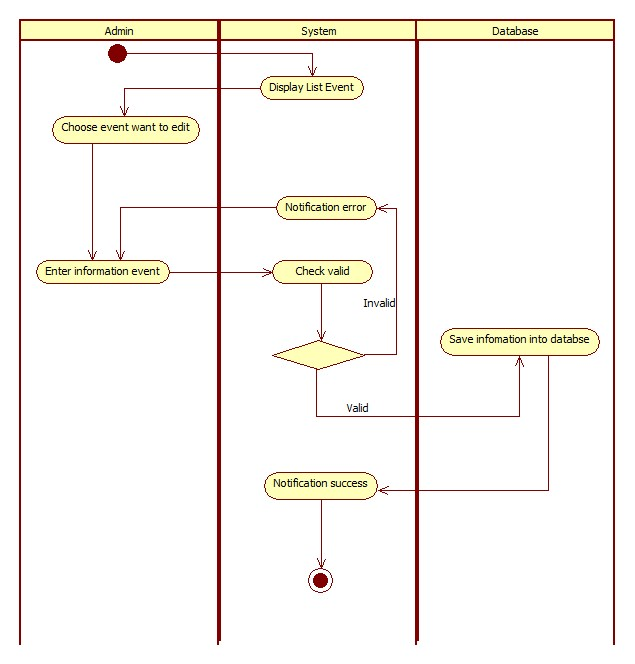 Admin
System
Database
Display List Event
Choose event want to edit
Notification error
Enter information event
Check valid
Invalid
Save infomation into databse
Valid
Notification success